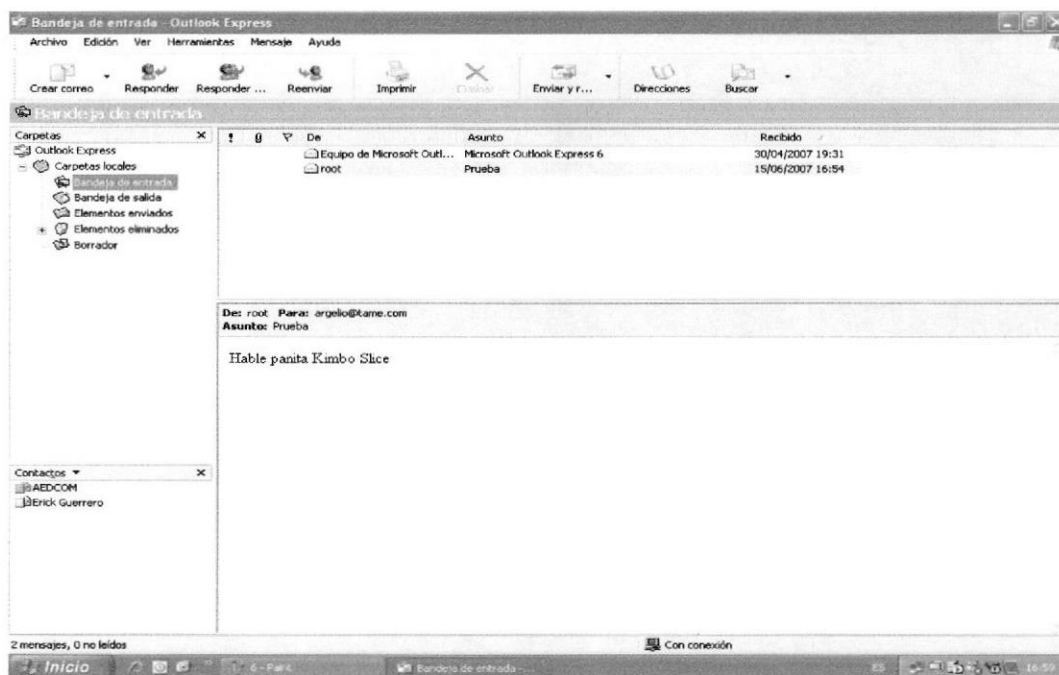 Bandeja de entrada - Outlook Express
Archivo Edición Ver Herramientas Mensaje Ayuda
Crear correo Responder Responder ... Reenviar Imprimir Eliminar Enviar y r... Direcciones Buscar
Bandeja de entrada
Carpetas
Outlook Express
Carpetas locales
Bandeja de entrada
Bandeja de salida
Elementos enviados
Elementos eliminados
Borrador
! De Asunto Recibido
Equipo de Microsoft Outl... Microsoft Outlook Express 6 30/04/2007 19:31
root Prueba 15/06/2007 16:54
De: root Para: argelio@tame.com
Asunto: Prueba
Hable panita Kimbo Slice
Contactos
AEDCOM
Erick Guerrero
2 mensajes, 0 no leídos
Con conexión
Inicio
6 - Paint
Bandeja de entrada - ...
ES
16:59